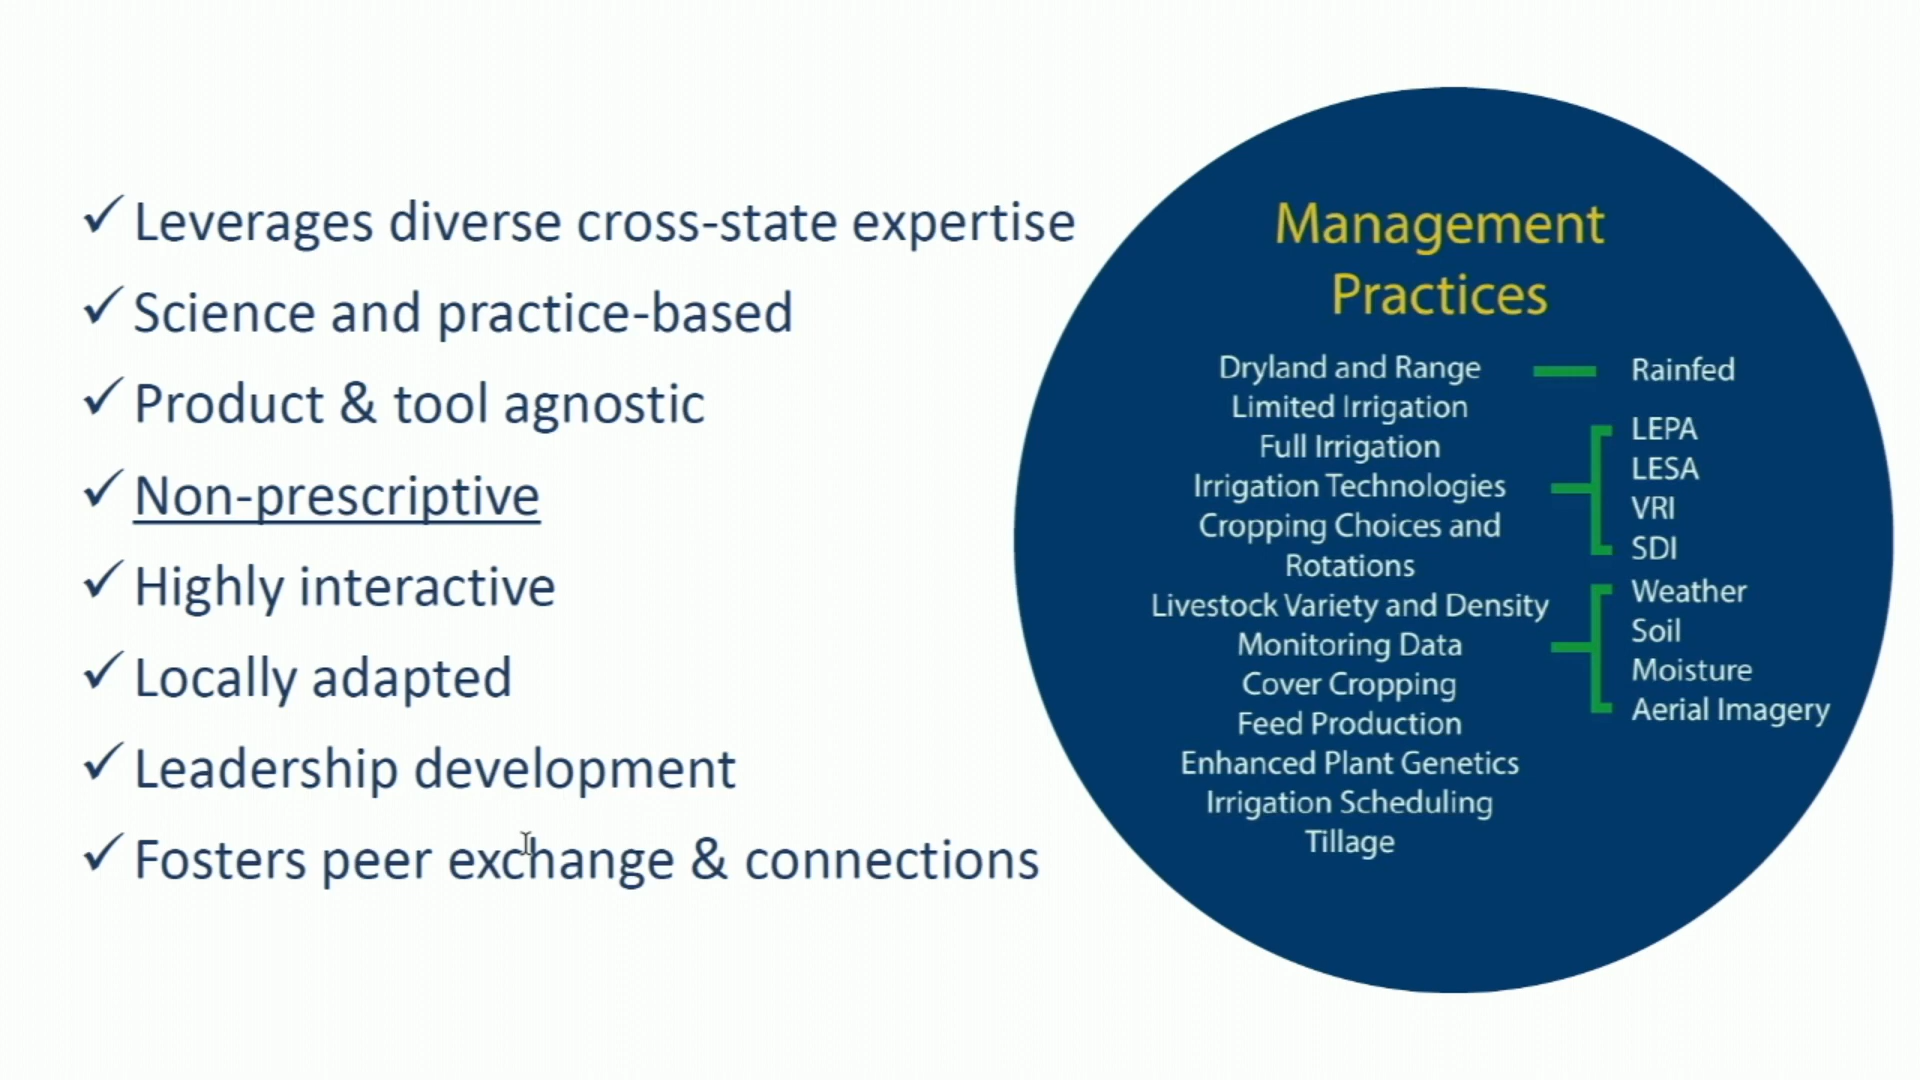 ✓ Leverages diverse cross-state expertise
✓ Science and practice-based
✓ Product & tool agnostic
✓ Non-prescriptive
✓ Highly interactive
✓ Locally adapted
✓ Leadership development
✓ Fosters peer exchange & connections
Management
Practices
Dryland and Range
Limited Irrigation
Full Irrigation
Irrigation Technologies
Cropping Choices and
Rotations
Livestock Variety and Density
Monitoring Data
Cover Cropping
Feed Production
Enhanced Plant Genetics
Irrigation Scheduling
Tillage
Rainfed
LEPA
LESA
VRI
SDI
Weather
Soil
Moisture
Aerial Imagery